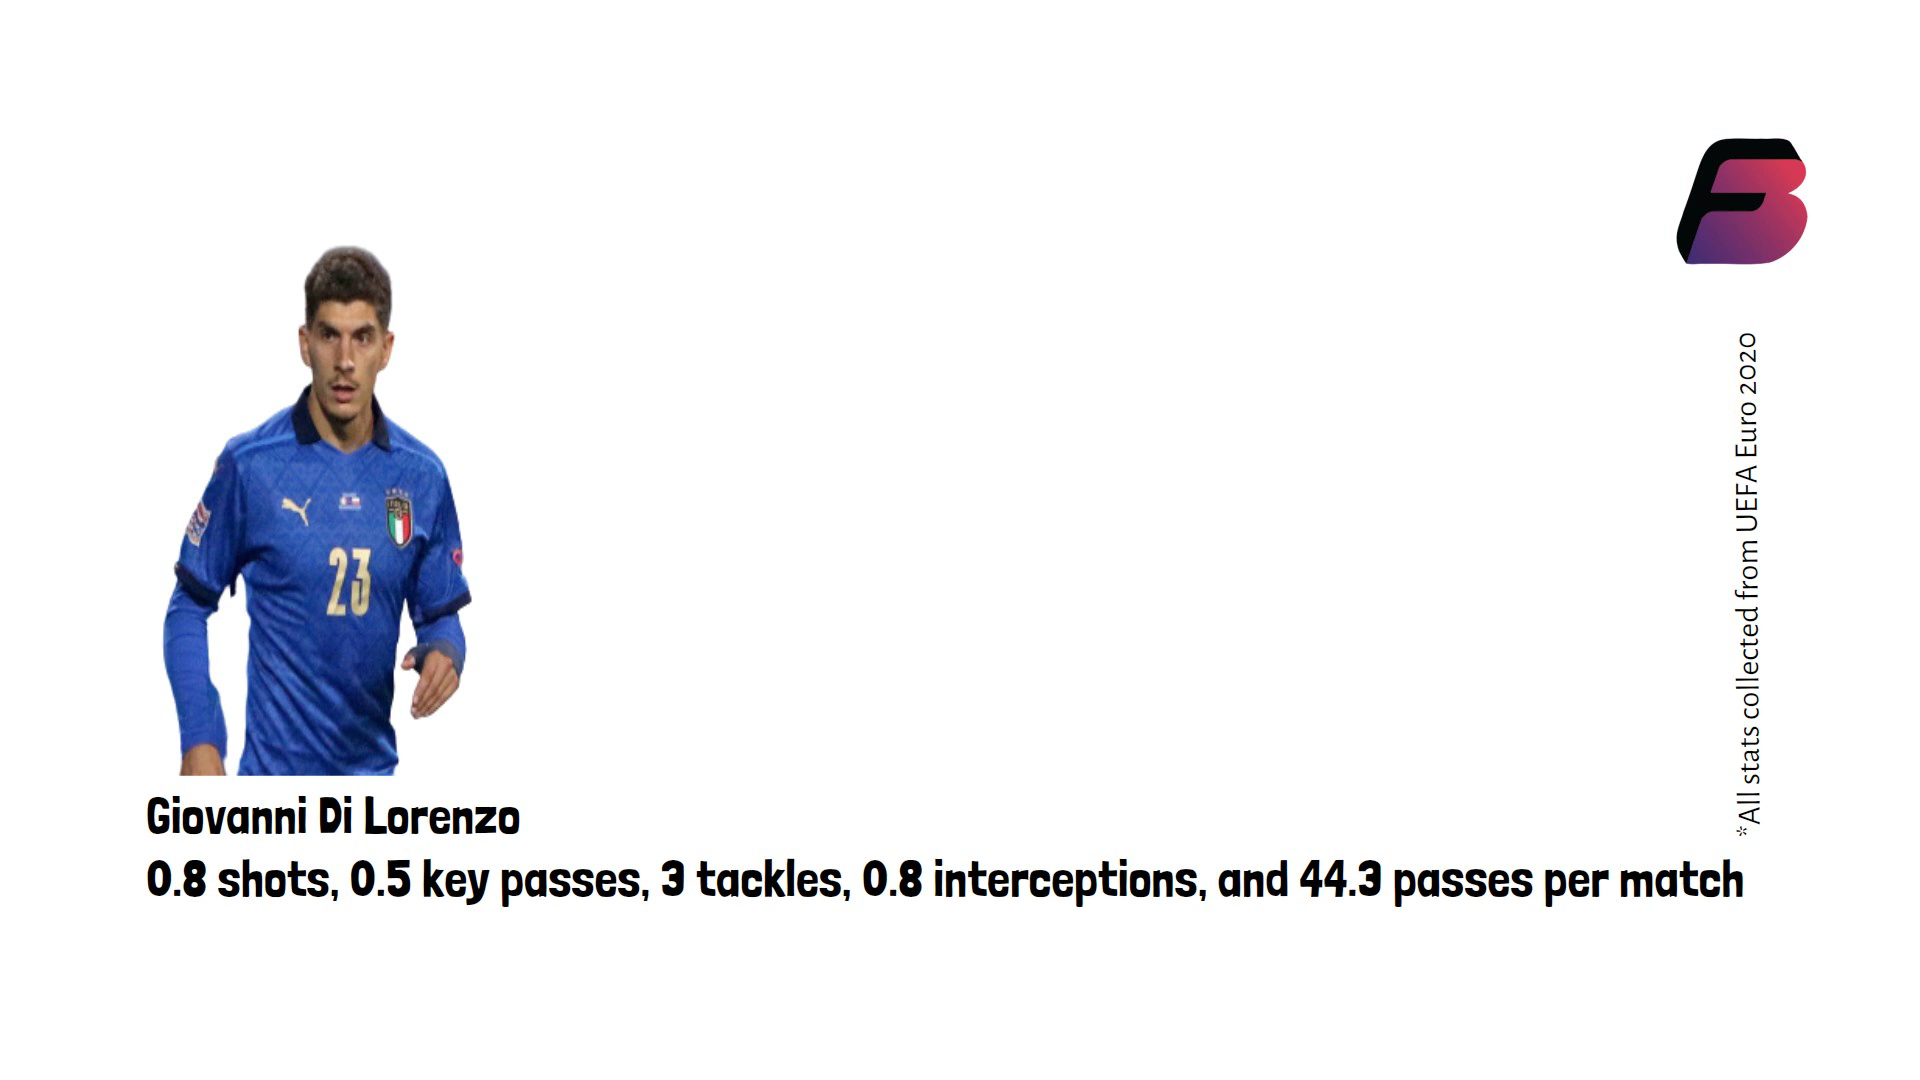 23
Giovanni Di Lorenzo
0.8 shots, 0.5 key passes, 3 tackles, 0.8 interceptions, and 44.3 passes per match
*All stats collected from UEFA Euro 2020